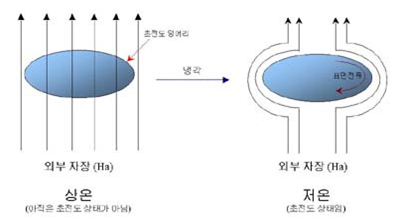 초전도 덩어리
냉각
표면전류
외부 자장 (Ha)
외부 자장 (Ha)
상온
저온
(아직은 초전도 상태가 아님)
(초전도 상태임)